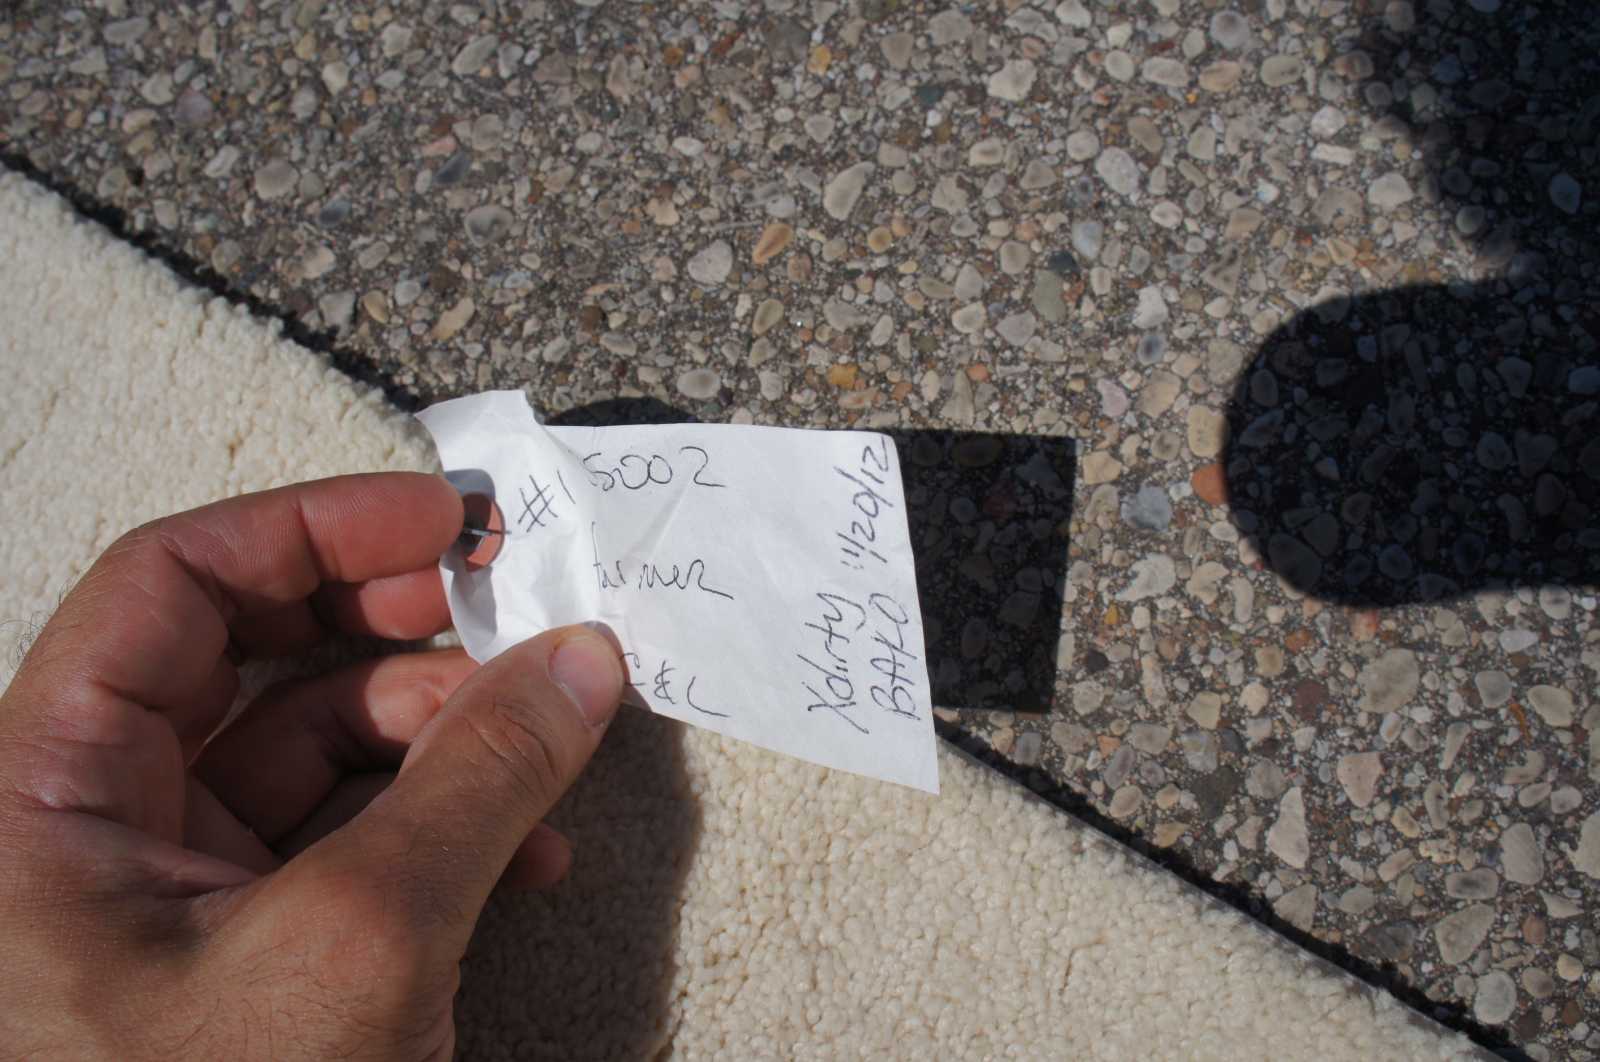 #15002
farmer
C&L
Xdirty 11/20/12
BAKO